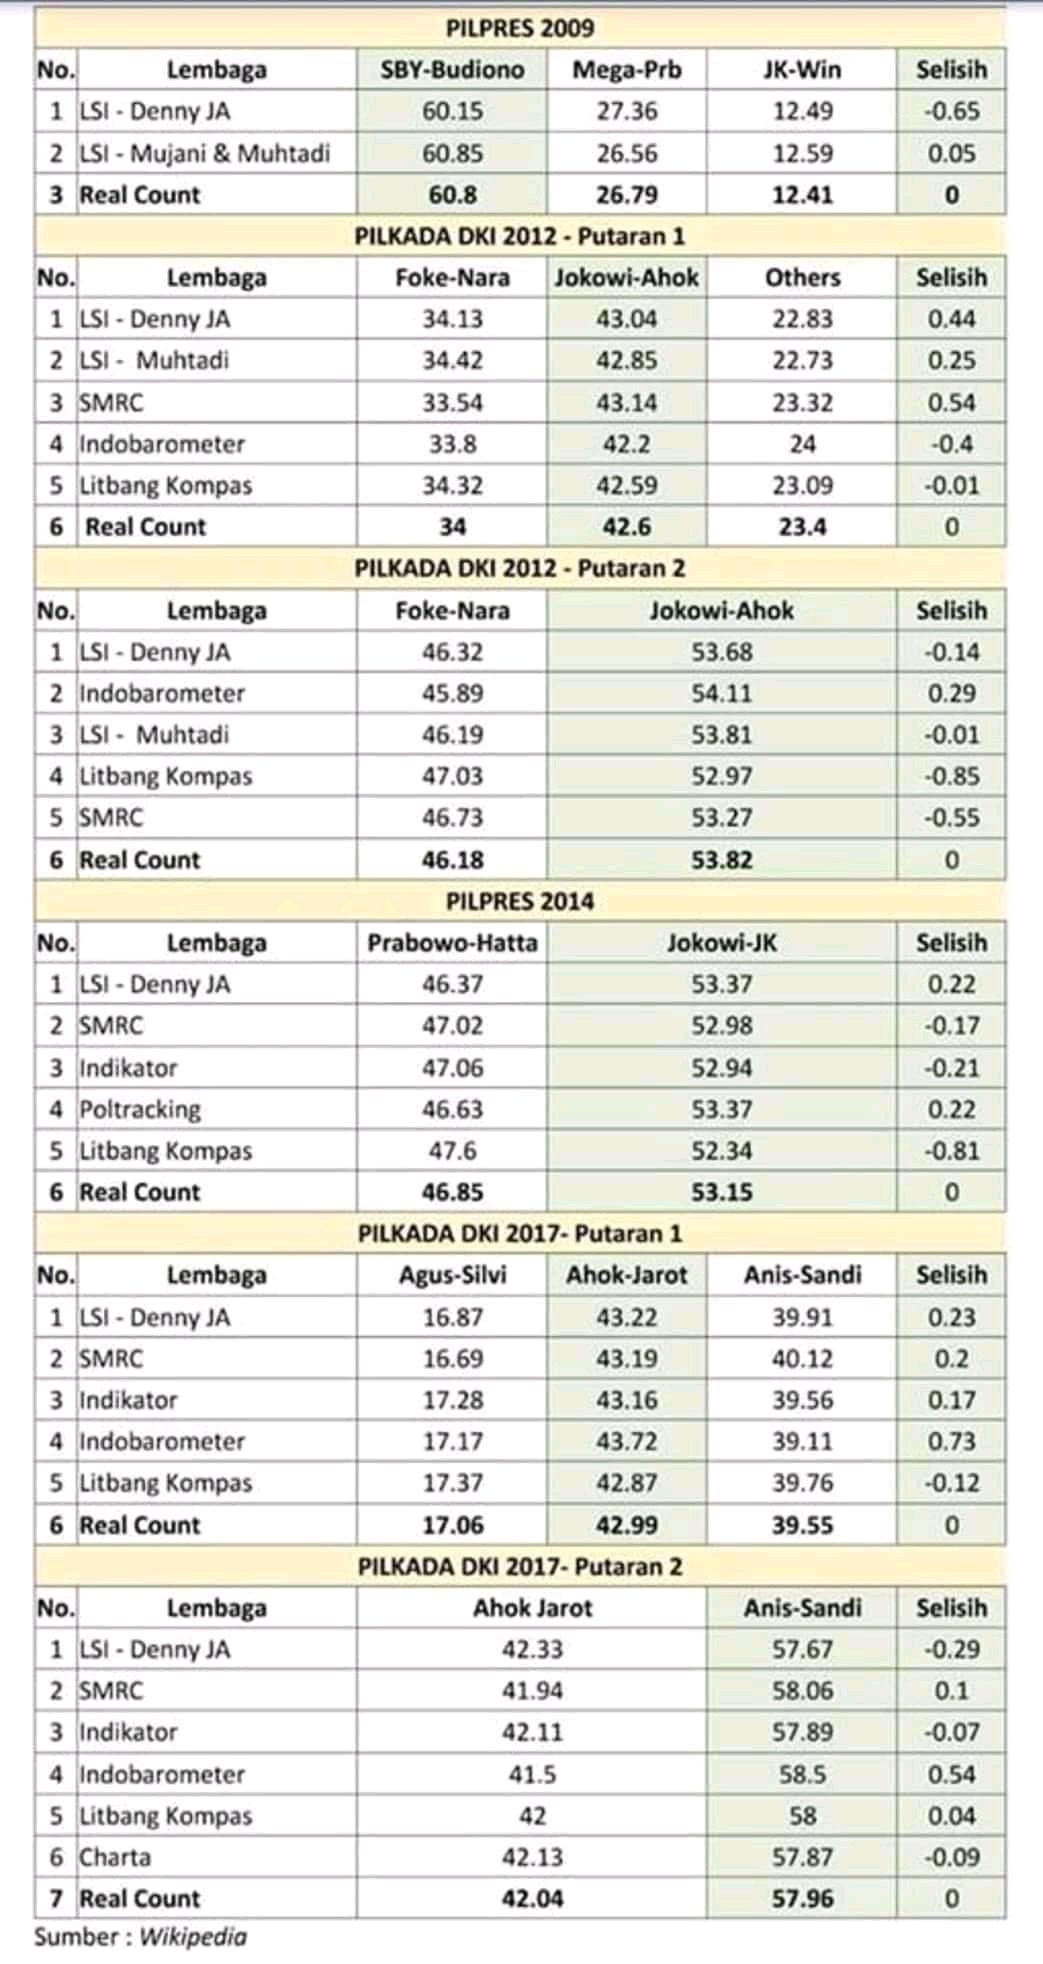 PILPRES 2009
No. Lembaga SBY-Budiono Mega-Prb JK-Win Selisih
1 LSI - Denny JA 60.15 27.36 12.49 -0.65
2 LSI - Mujani & Muhtadi 60.85 26.56 12.59 0.05
3 Real Count 60.8 26.79 12.41 0
PILKADA DKI 2012 - Putaran 1
No. Lembaga Foke-Nara Jokowi-Ahok Others Selisih
1 LSI - Denny JA 34.13 43.04 22.83 0.44
2 LSI - Muhtadi 34.42 42.85 22.73 0.25
3 SMRC 33.54 43.14 23.32 0.54
4 Indobarometer 33.8 42.2 24 -0.4
5 Litbang Kompas 34.32 42.59 23.09 -0.01
6 Real Count 34 42.6 23.4 0
PILKADA DKI 2012 - Putaran 2
No. Lembaga Foke-Nara Jokowi-Ahok Selisih
1 LSI - Denny JA 46.32 53.68 -0.14
2 Indobarometer 45.89 54.11 0.29
3 LSI - Muhtadi 46.19 53.81 -0.01
4 Litbang Kompas 47.03 52.97 -0.85
5 SMRC 46.73 53.27 -0.55
6 Real Count 46.18 53.82 0
PILPRES 2014
No. Lembaga Prabowo-Hatta Jokowi-JK Selisih
1 LSI - Denny JA 46.37 53.37 0.22
2 SMRC 47.02 52.98 -0.17
3 Indikator 47.06 52.94 -0.21
4 Poltracking 46.63 53.37 0.22
5 Litbang Kompas 47.6 52.34 -0.81
6 Real Count 46.85 53.15 0
PILKADA DKI 2017- Putaran 1
No. Lembaga Agus-Silvi Ahok-Jarot Anis-Sandi Selisih
1 LSI - Denny JA 16.87 43.22 39.91 0.23
2 SMRC 16.69 43.19 40.12 0.2
3 Indikator 17.28 43.16 39.56 0.17
4 Indobarometer 17.17 43.72 39.11 0.73
5 Litbang Kompas 17.37 42.87 39.76 -0.12
6 Real Count 17.06 42.99 39.55 0
PILKADA DKI 2017- Putaran 2
No. Lembaga Ahok Jarot Anis-Sandi Selisih
1 LSI - Denny JA 42.33 57.67 -0.29
2 SMRC 41.94 58.06 0.1
3 Indikator 42.11 57.89 -0.07
4 Indobarometer 41.5 58.5 0.54
5 Litbang Kompas 42 58 0.04
6 Charta 42.13 57.87 -0.09
7 Real Count 42.04 57.96 0
Sumber : Wikipedia